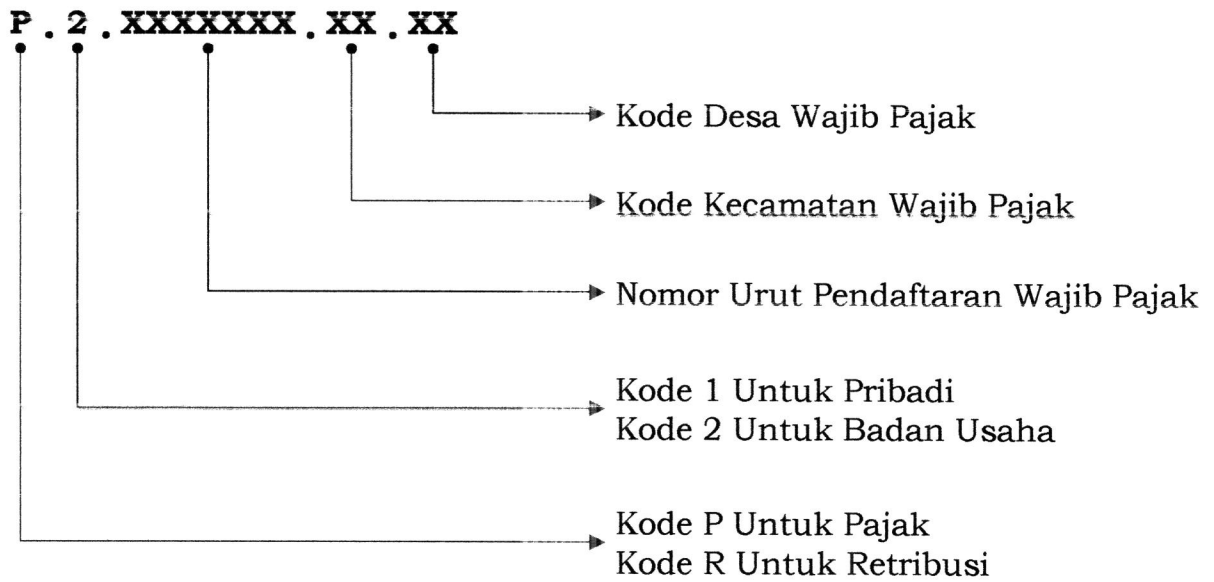 P.2.XXXXXXX.XX.XX
Kode Desa Wajib Pajak
Kode Kecamatan Wajib Pajak
Nomor Urut Pendaftaran Wajib Pajak
Kode 1 Untuk Pribadi
Kode 2 Untuk Badan Usaha
Kode P Untuk Pajak
Kode R Untuk Retribusi